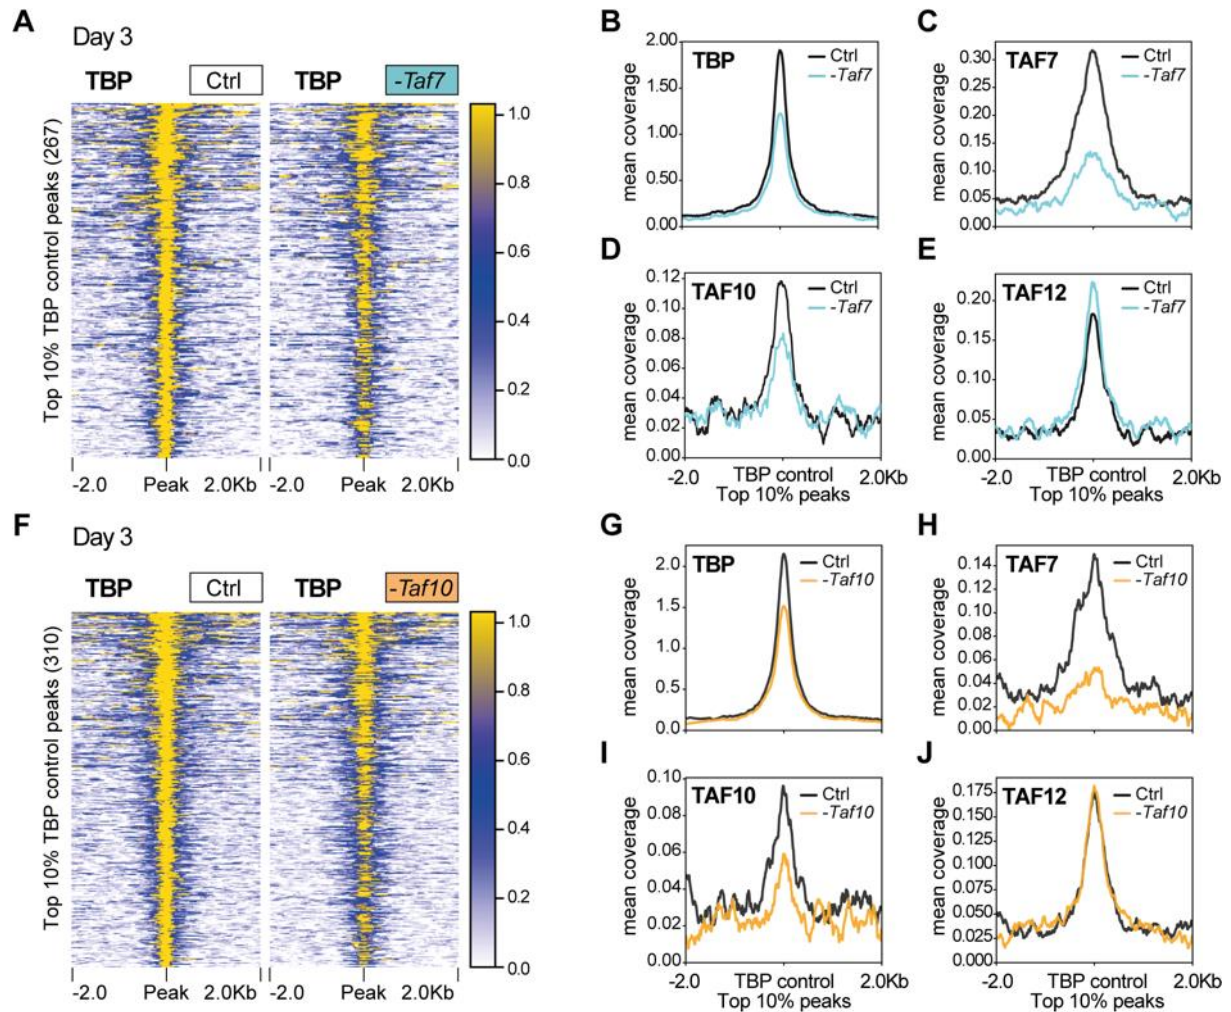 A
Day 3
TBP
Ctrl
TBP
-Taf7
Top 10% TBP control peaks (267)
1.0
0.8
0.6
0.4
0.2
0.0
-2.0 Peak 2.0Kb
-2.0 Peak 2.0Kb
B
TBP
Ctrl
-Taf7
mean coverage
2.00
1.50
1.00
0.50
0.00
C
TAF7
Ctrl
-Taf7
mean coverage
0.30
0.25
0.20
0.15
0.10
0.05
0.00
D
TAF10
Ctrl
-Taf7
mean coverage
0.12
0.10
0.08
0.06
0.04
0.02
0.00
-2.0 TBP control 2.0Kb
Top 10% peaks
E
TAF12
Ctrl
-Taf7
mean coverage
0.20
0.15
0.10
0.05
0.00
-2.0 TBP control 2.0Kb
Top 10% peaks
F
Day 3
TBP
Ctrl
TBP
-Taf10
Top 10% TBP control peaks (310)
1.0
0.8
0.6
0.4
0.2
0.0
-2.0 Peak 2.0Kb
-2.0 Peak 2.0Kb
G
TBP
Ctrl
-Taf10
mean coverage
2.0
1.5
1.0
0.5
0.0
H
TAF7
Ctrl
-Taf10
mean coverage
0.14
0.12
0.10
0.08
0.06
0.04
0.02
0.00
I
TAF10
Ctrl
-Taf10
mean coverage
0.10
0.08
0.06
0.04
0.02
0.00
-2.0 TBP control 2.0Kb
Top 10% peaks
J
TAF12
Ctrl
-Taf10
mean coverage
0.175
0.150
0.125
0.100
0.075
0.050
0.025
0.000
-2.0 TBP control 2.0Kb
Top 10% peaks